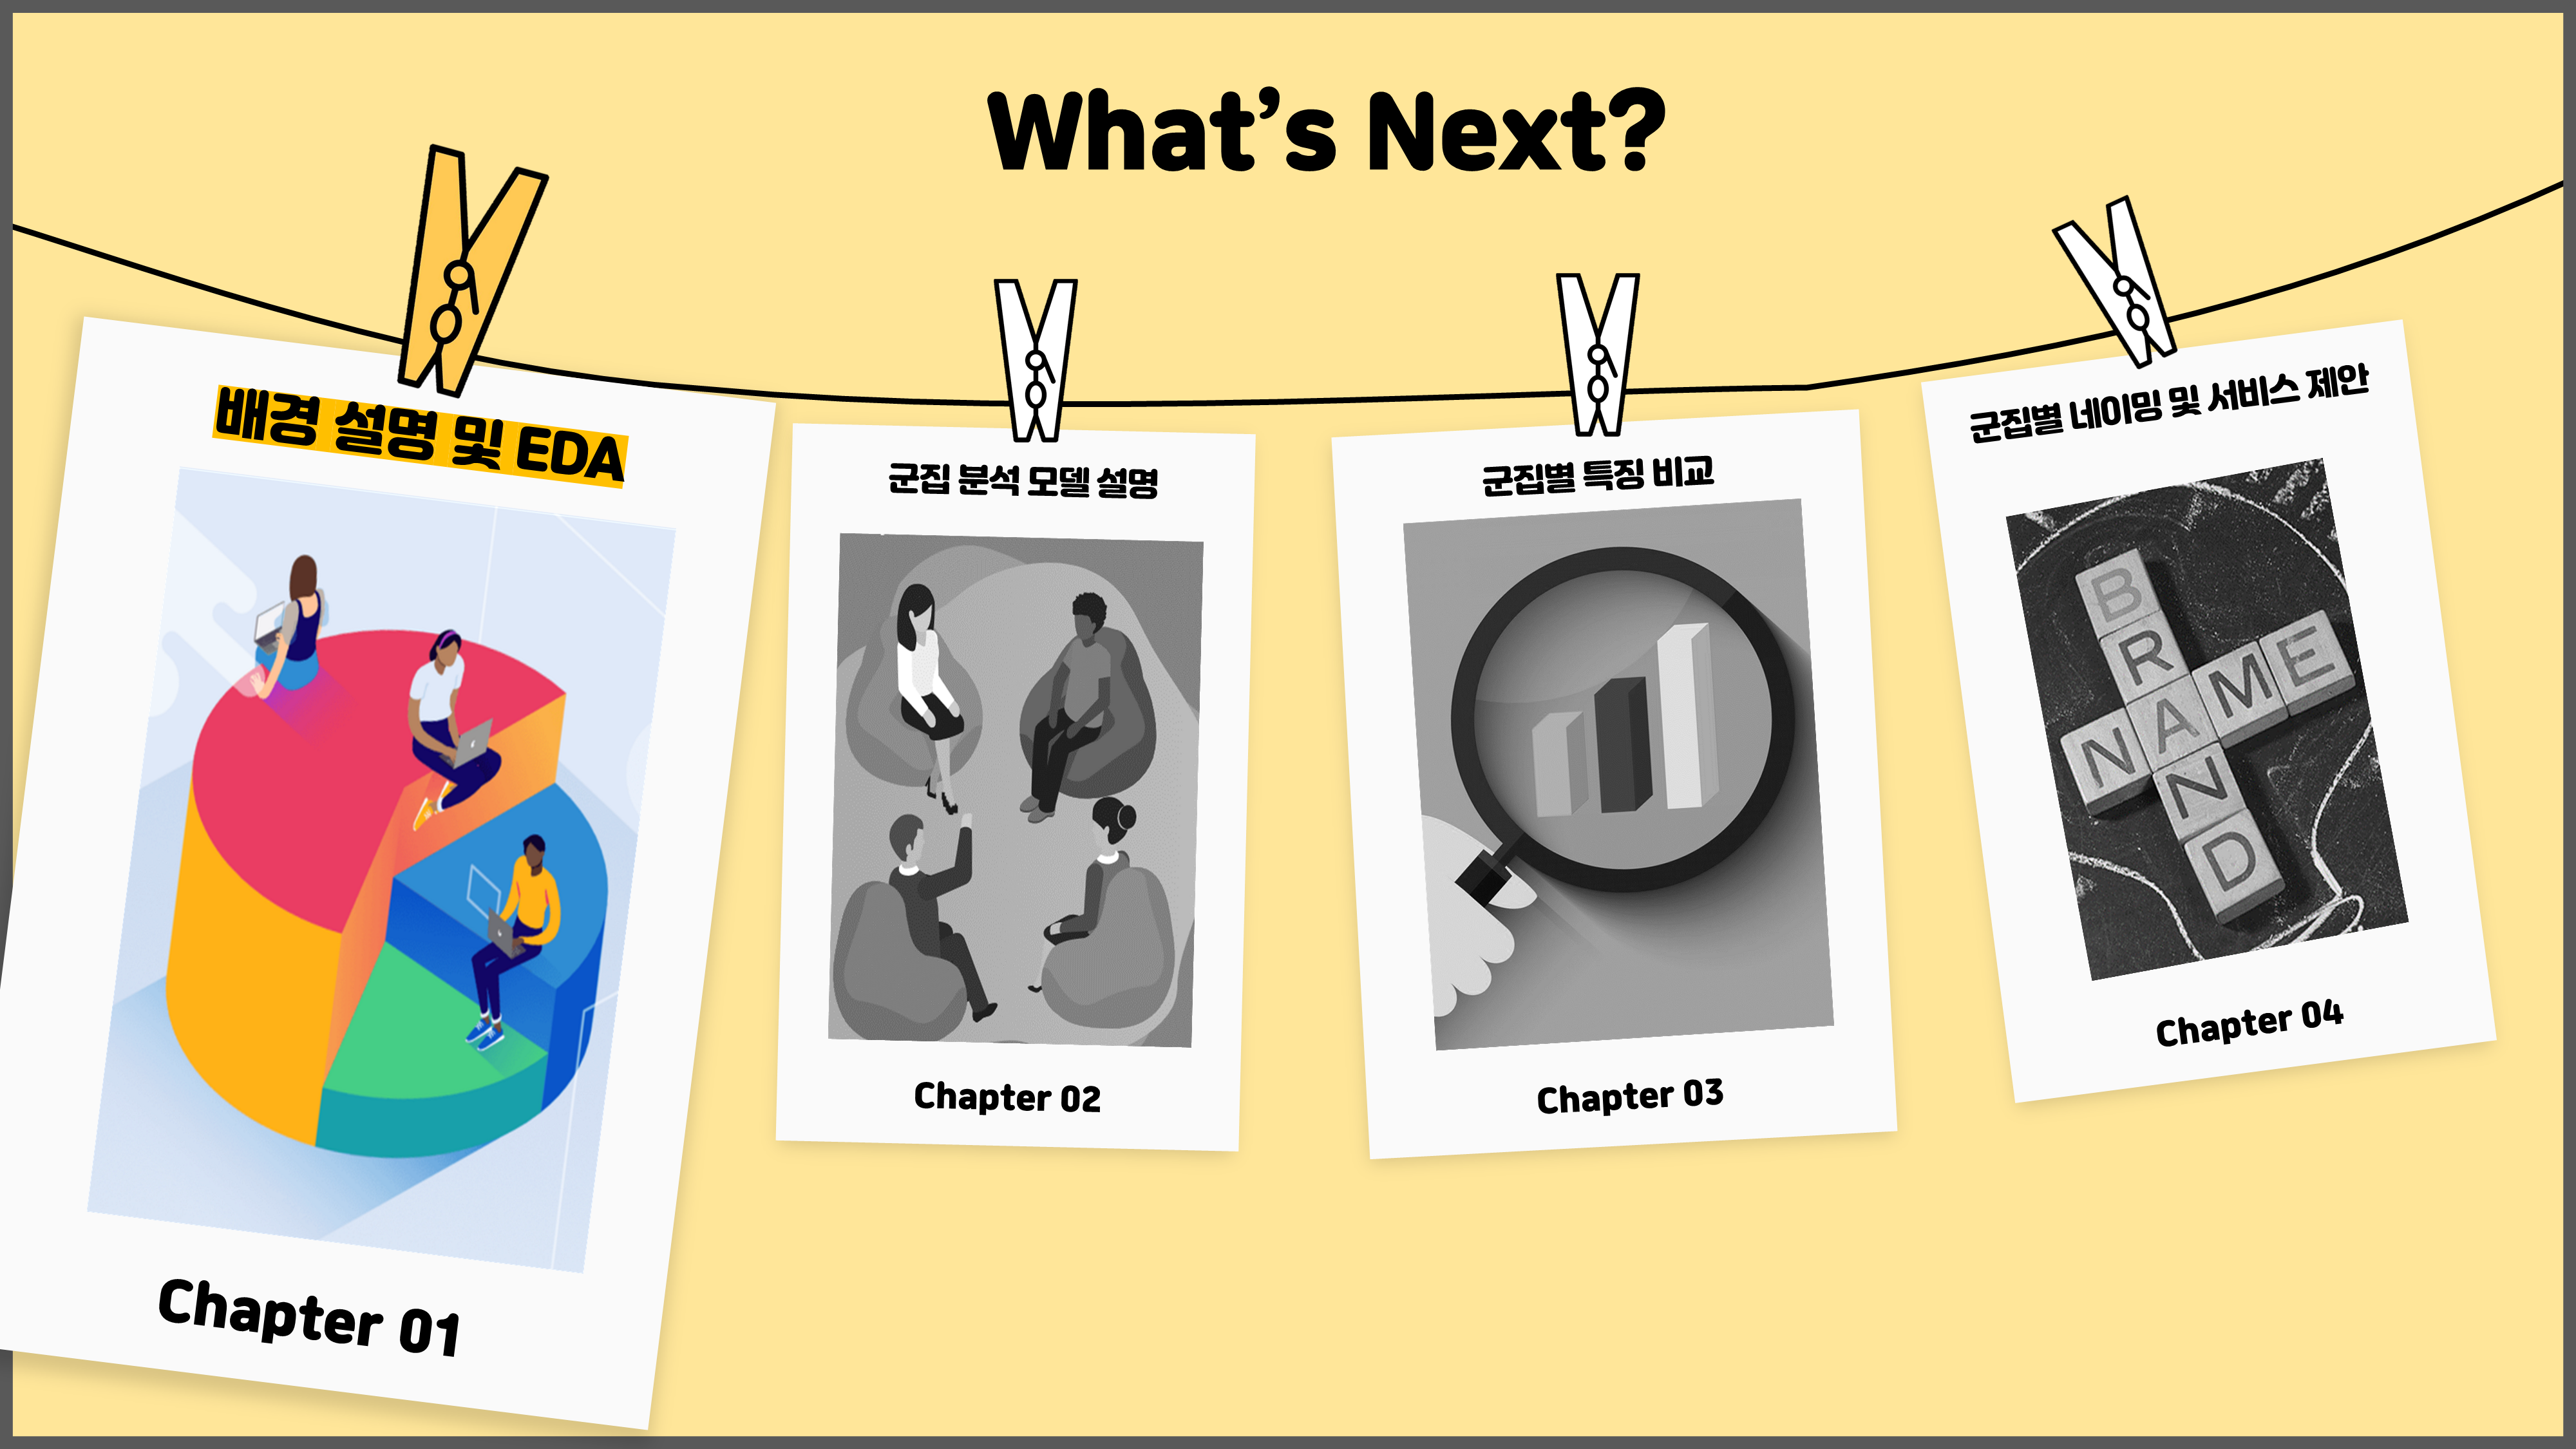 What’s Next?
배경 설명 및 EDA
Chapter 01
군집 분석 모델 설명
Chapter 02
군집별 특징 비교
Chapter 03
군집별 네이밍 및 서비스 제안
BRAND
NAME
Chapter 04